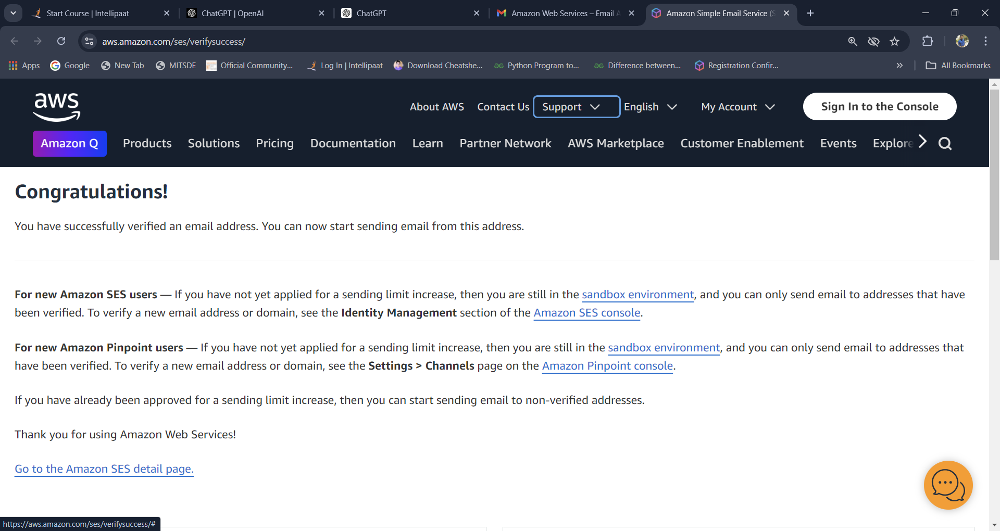 Start Course | Intellipaat
ChatGPT | OpenAI
ChatGPT
Amazon Web Services – Email A
Amazon Simple Email Service (S
aws.amazon.com/ses/verifysuccess/
Apps
Google
New Tab
MITSDE
Official Community...
Log In | Intellipaat
Download Cheatshe...
Python Program to...
Difference between...
Registration Confir...
All Bookmarks
aws
About AWS
Contact Us
Support
English
My Account
Sign In to the Console
Amazon Q
Products
Solutions
Pricing
Documentation
Learn
Partner Network
AWS Marketplace
Customer Enablement
Events
Explore
Congratulations!
You have successfully verified an email address. You can now start sending email from this address.
For new Amazon SES users — If you have not yet applied for a sending limit increase, then you are still in the sandbox environment, and you can only send email to addresses that have
been verified. To verify a new email address or domain, see the Identity Management section of the Amazon SES console.
For new Amazon Pinpoint users — If you have not yet applied for a sending limit increase, then you are still in the sandbox environment, and you can only send email to addresses that
have been verified. To verify a new email address or domain, see the Settings > Channels page on the Amazon Pinpoint console.
If you have already been approved for a sending limit increase, then you can start sending email to non-verified addresses.
Thank you for using Amazon Web Services!
Go to the Amazon SES detail page.
https://aws.amazon.com/ses/verifysuccess/#